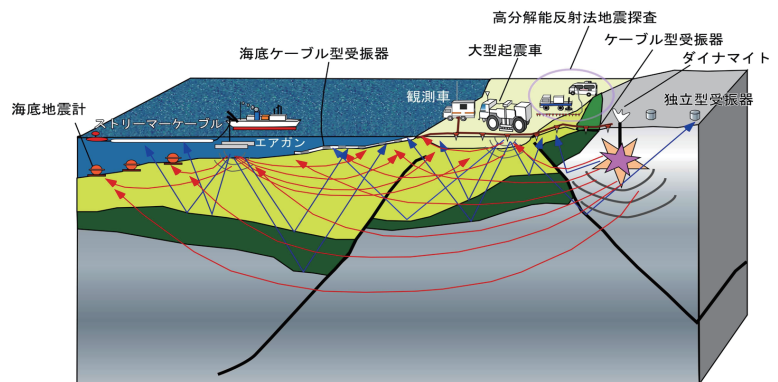 高分解能反射法地震探査
ケーブル型受振器
海底ケーブル型受振器
大型起震車
ダイナマイト
海底地震計
ストリーマーケーブル
観測車
独立型受振器
エアガン